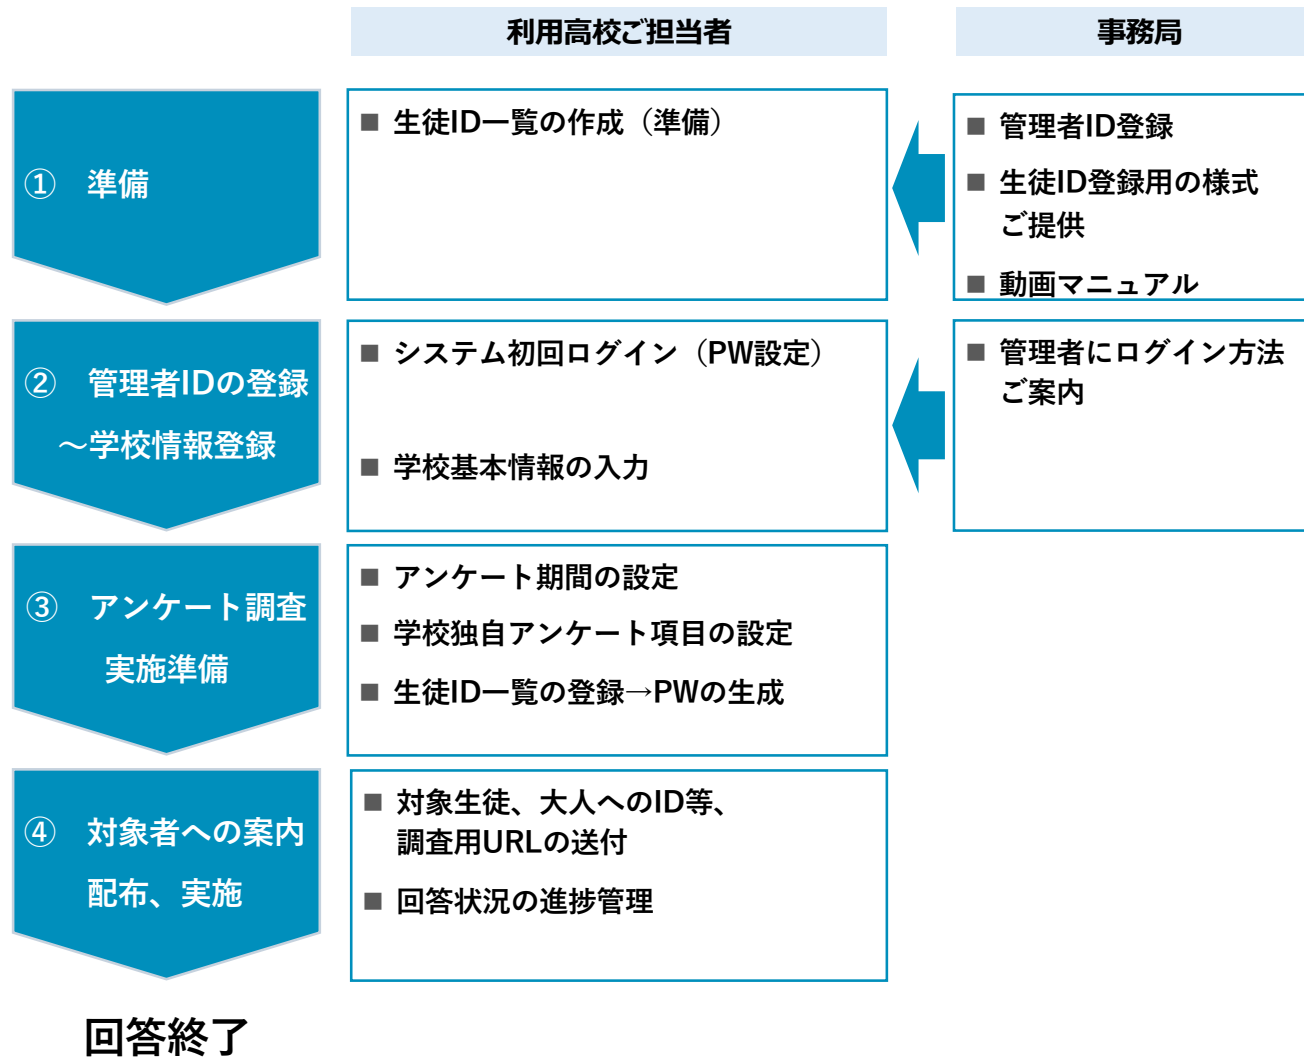 利用高校ご担当者
事務局
① 準備
■ 生徒ID一覧の作成（準備）
■ 管理者ID登録
■ 生徒ID登録用の様式
ご提供
■ 動画マニュアル
② 管理者IDの登録
～学校情報登録
■ システム初回ログイン（PW設定）
■ 学校基本情報の入力
■ 管理者にログイン方法
ご案内
③ アンケート調査
実施準備
■ アンケート期間の設定
■ 学校独自アンケート項目の設定
■ 生徒ID一覧の登録→PWの生成
④ 対象者への案内
配布、実施
■ 対象生徒、大人へのID等、
調査用URLの送付
■ 回答状況の進捗管理
回答終了